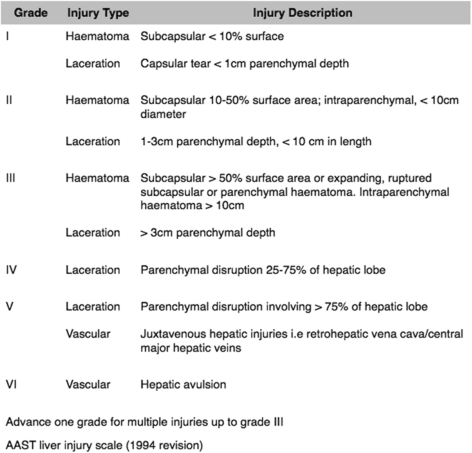 Grade Injury Type Injury Description
I Haematoma Subcapsular < 10% surface
Laceration Capsular tear < 1cm parenchymal depth
II Haematoma Subcapsular 10-50% surface area; intraparenchymal, < 10cm
diameter
Laceration 1-3cm parenchymal depth, < 10 cm in length
III Haematoma Subcapsular > 50% surface area or expanding, ruptured
subcapsular or parenchymal haematoma. Intraparenchymal
haematoma > 10cm
Laceration > 3cm parenchymal depth
IV Laceration Parenchymal disruption 25-75% of hepatic lobe
V Laceration Parenchymal disruption involving > 75% of hepatic lobe
Vascular Juxtavenous hepatic injuries i.e retrohepatic vena cava/central
major hepatic veins
VI Vascular Hepatic avulsion
Advance one grade for multiple injuries up to grade III
AAST liver injury scale (1994 revision)